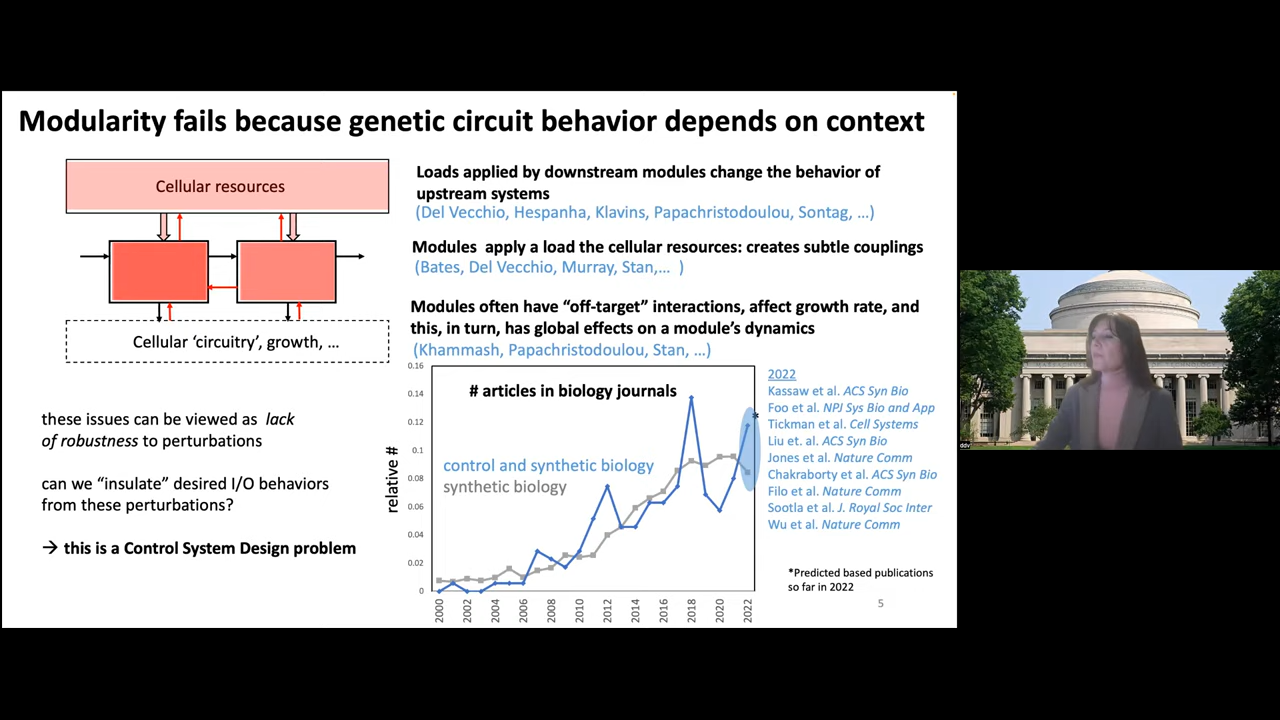 Modularity fails because genetic circuit behavior depends on context
Cellular resources
Cellular 'circuitry', growth, ...
these issues can be viewed as lack
of robustness to perturbations
can we “insulate” desired I/O behaviors
from these perturbations?
→ this is a Control System Design problem
Loads applied by downstream modules change the behavior of
upstream systems
(Del Vecchio, Hespanha, Klavins, Papachristodoulou, Sontag, ...)
Modules apply a load the cellular resources: creates subtle couplings
(Bates, Del Vecchio, Murray, Stan,... )
Modules often have “off-target” interactions, affect growth rate, and
this, in turn, has global effects on a module’s dynamics
(Khammash, Papachristodoulou, Stan, ...)
# articles in biology journals
control and synthetic biology
synthetic biology
relative #
0.16
0.14
0.12
0.1
0.08
0.06
0.04
0.02
0
2000
2002
2004
2006
2008
2010
2012
2014
2016
2018
2020
2022
*
2022
Kassaw et al. ACS Syn Bio
Foo et al. NPJ Sys Bio and App
Tickman et al. Cell Systems
Liu et. al. ACS Syn Bio
Jones et al. Nature Comm
Chakraborty et al. ACS Syn Bio
Filo et al. Nature Comm
Sootla et al. J. Royal Soc Inter
Wu et al. Nature Comm
*Predicted based publications
so far in 2022
5
ddv